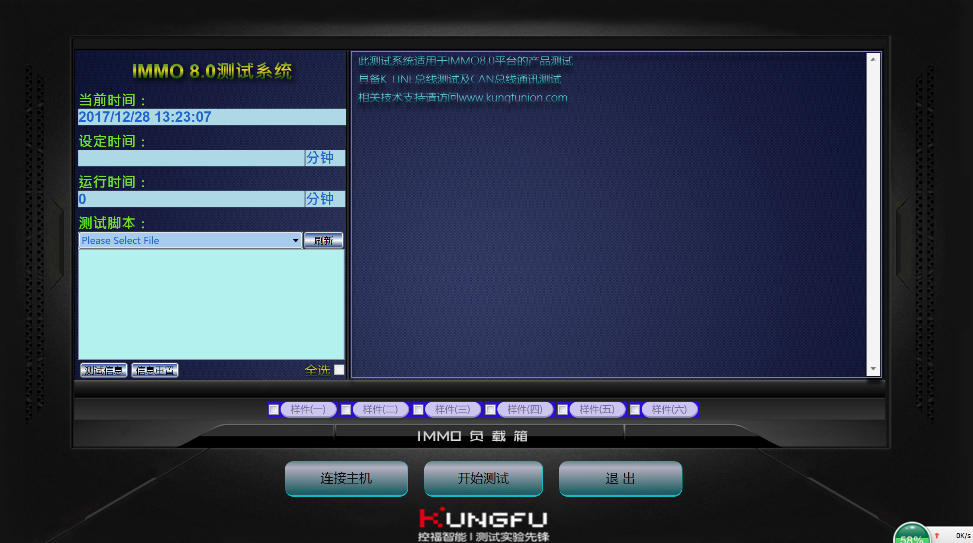 IMMO 8.0测试系统
当前时间：
2017/12/28 13:23:07
设定时间：
分钟
运行时间：
0 分钟
测试脚本：
Please Select File 刷新
测试信息 信息重置 全选
此测试系统适用于IMMO8.0平台的产品测试
具备K_LINE总线测试及CAN总线通讯测试
相关技术支持请访问www.kungfunion.com
样件(一) 样件(二) 样件(三) 样件(四) 样件(五) 样件(六)
IMMO 负 载 箱
连接主机 开始测试 退 出
KUNGFU
控福智能 | 测试实验先锋
58% 0K/s